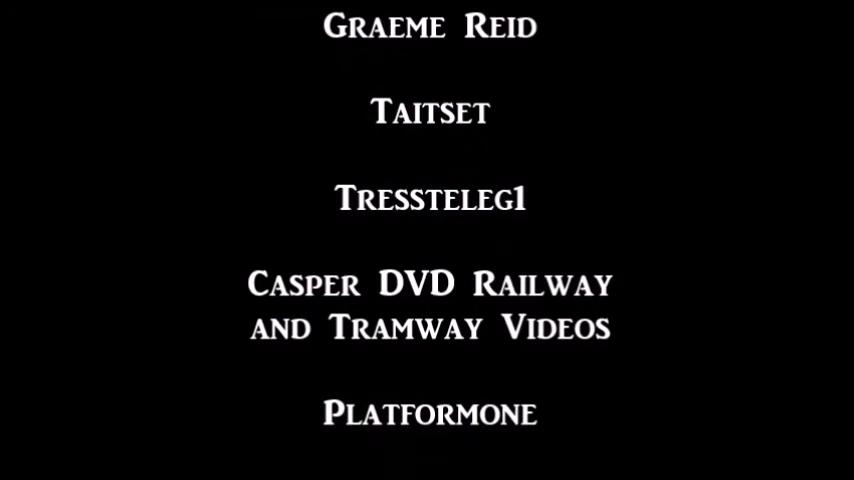 Graeme Reid
Taitset
Tressteleg1
Casper DVD Railway
and Tramway Videos
Platformone